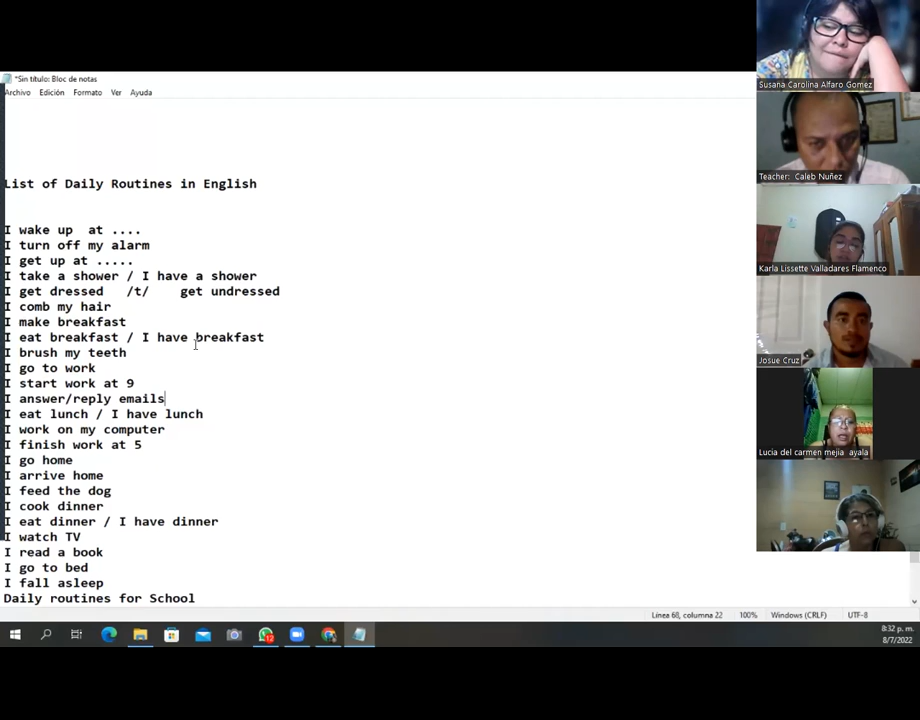 *Sin título: Bloc de notas
Archivo Edición Formato Ver Ayuda
List of Daily Routines in English
I wake up at ....
I turn off my alarm
I get up at .....
I take a shower / I have a shower
I get dressed /t/ get undressed
I comb my hair
I make breakfast
I eat breakfast / I have breakfast
I brush my teeth
I go to work
I start work at 9
I answer/reply emails
I eat lunch / I have lunch
I work on my computer
I finish work at 5
I go home
I arrive home
I feed the dog
I cook dinner
I eat dinner / I have dinner
I watch TV
I read a book
I go to bed
I fall asleep
Daily routines for School
Línea 68, columna 22 100% Windows (CRLF) UTF-8
12
8:32 p. m.
8/7/2022
Susana Carolina Alfaro Gomez
Teacher: Caleb Nuñez
Karla Lissette Valladares Flamenco
Josue Cruz
Lucia del carmen mejia ayala